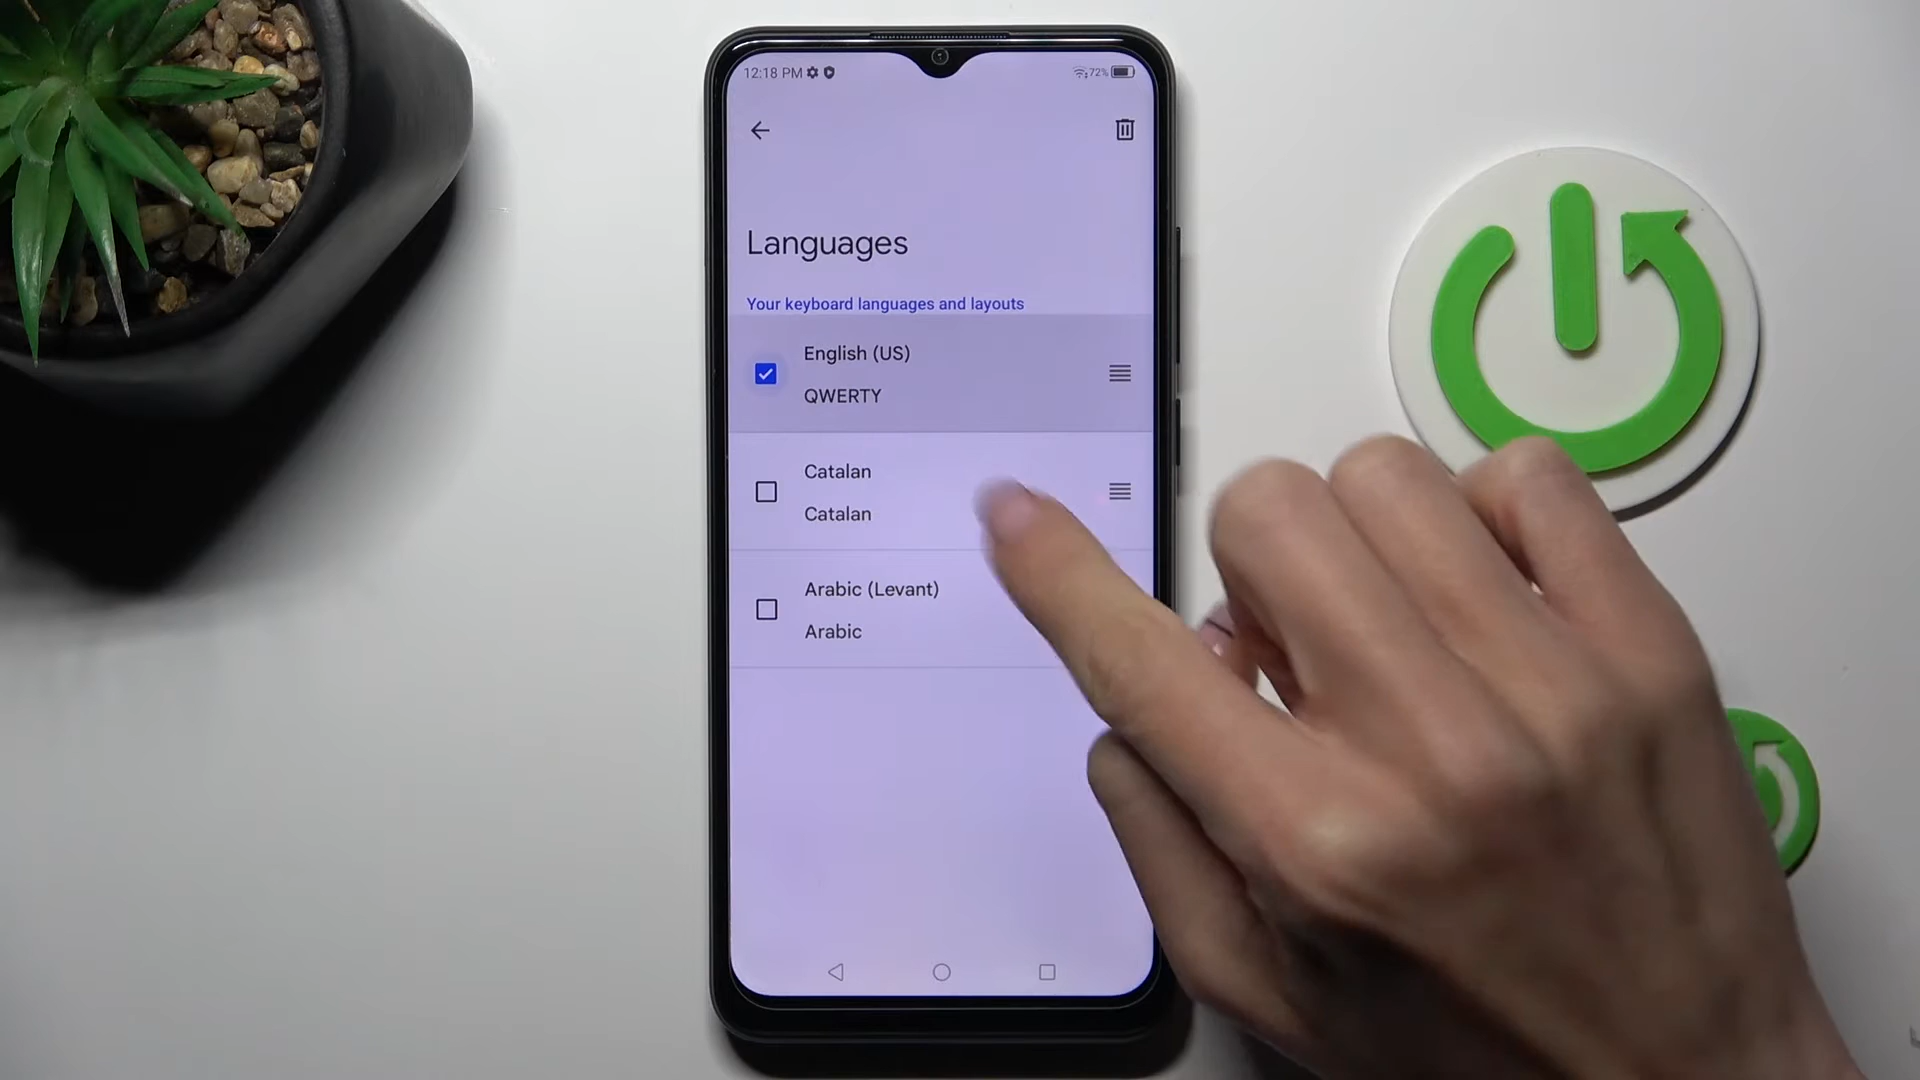 12:18 PM 72%
Languages
Your keyboard languages and layouts
English (US)
QWERTY
Catalan
Catalan
Arabic (Levant)
Arabic